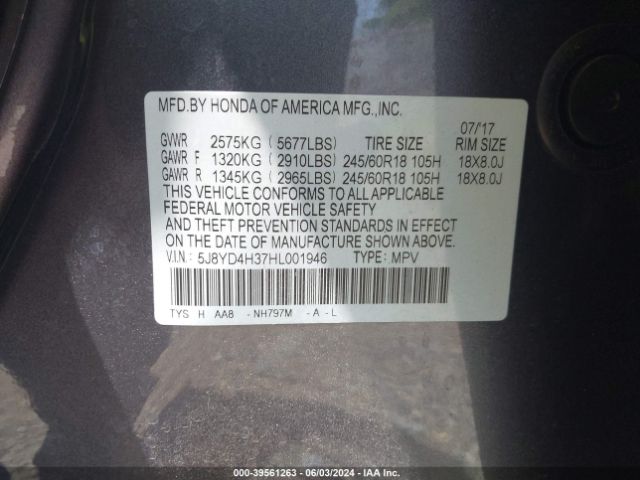 MFD.BY HONDA OF AMERICA MFG.,INC.
07/'17
GVWR 2575KG ( 5677LBS) TIRE SIZE RIM SIZE
GAWR F 1320KG ( 2910LBS) 245/60R18 105H 18X8.0J
GAWR R 1345KG ( 2965LBS) 245/60R18 105H 18X8.0J
THIS VEHICLE CONFORMS TO ALL APPLICABLE
FEDERAL MOTOR VEHICLE SAFETY
AND THEFT PREVENTION STANDARDS IN EFFECT
ON THE DATE OF MANUFACTURE SHOWN ABOVE.
V.I.N.: 5J8YD4H37HL001946 TYPE: MPV
TYS H AA8 - NH797M - A - L
000-39561263 - 06/03/2024 - IAA Inc.